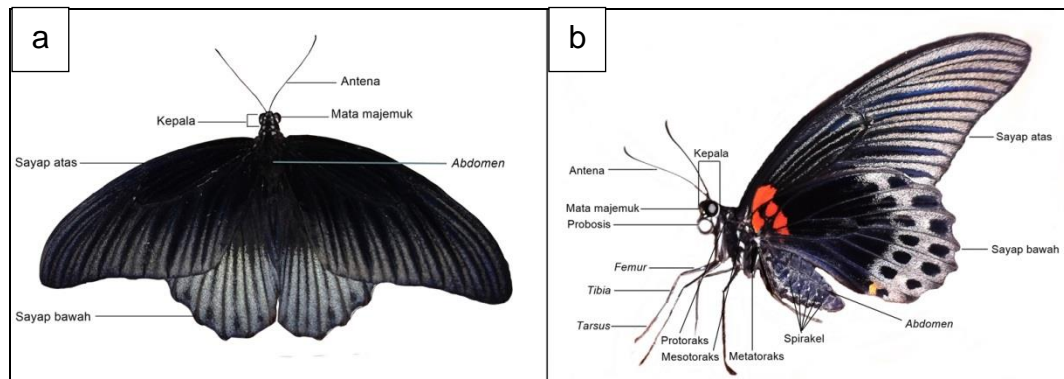 a
Antena
Kepala
Mata majemuk
Sayap atas
Abdomen
Sayap bawah
b
Kepala
Sayap atas
Antena
Mata majemuk
Probosis
Sayap bawah
Femur
Tibia
Tarsus
Abdomen
Spirakel
Protoraks
Mesotoraks
Metatoraks